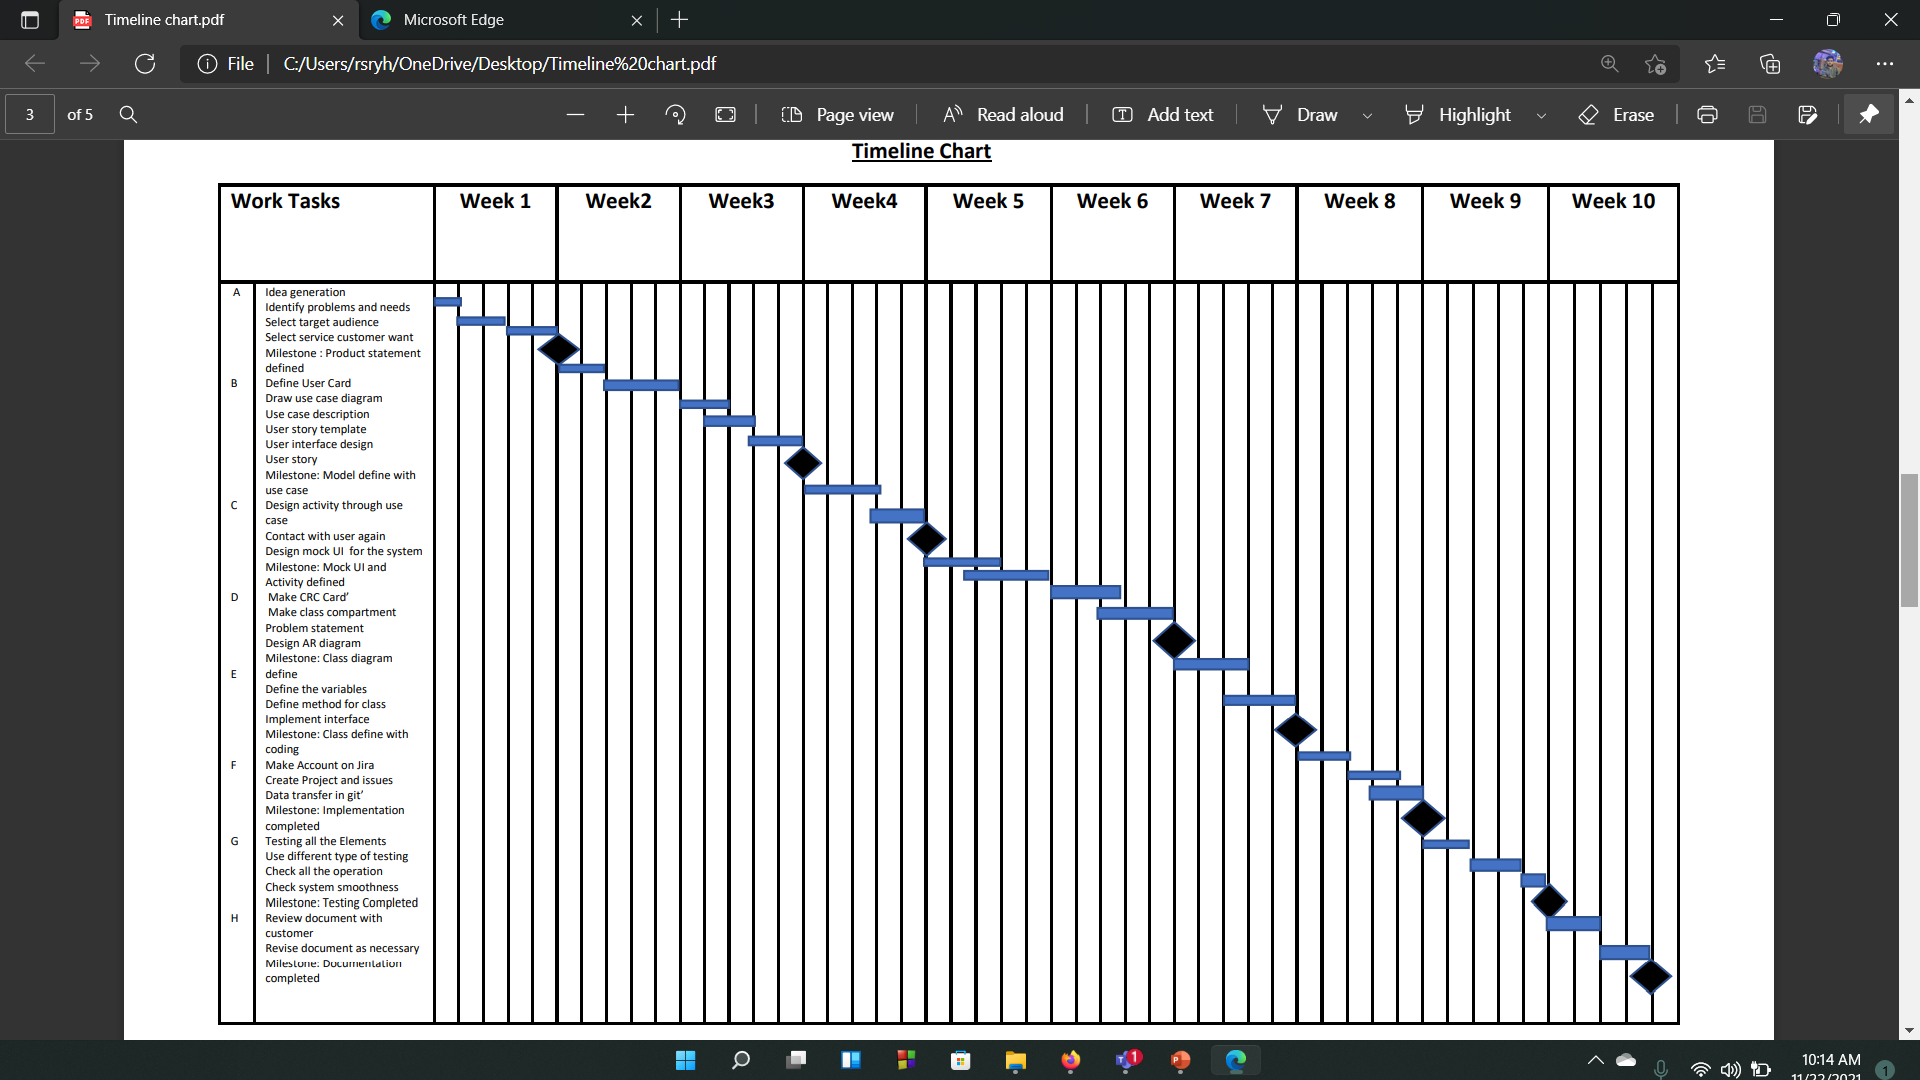 Timeline chart.pdf
Microsoft Edge
File C:/Users/rsryh/OneDrive/Desktop/Timeline%20chart.pdf
3 of 5 Page view Read aloud Add text Draw Highlight Erase
Timeline Chart
Work Tasks Week 1 Week2 Week3 Week4 Week 5 Week 6 Week 7 Week 8 Week 9 Week 10
A Idea generation
Identify problems and needs
Select target audience
Select service customer want
Milestone : Product statement
defined
B Define User Card
Draw use case diagram
Use case description
User story template
User interface design
User story
Milestone: Model define with
use case
C Design activity through use
case
Contact with user again
Design mock UI for the system
Milestone: Mock UI and
Activity defined
D Make CRC Card’
Make class compartment
Problem statement
Design AR diagram
Milestone: Class diagram
E define
Define the variables
Define method for class
Implement interface
Milestone: Class define with
coding
F Make Account on Jira
Create Project and issues
Data transfer in git’
Milestone: Implementation
completed
G Testing all the Elements
Use different type of testing
Check all the operation
Check system smoothness
Milestone: Testing Completed
H Review document with
customer
Revise document as necessary
Milestone: Documentation
completed
10:14 AM
11/22/2021
1
1